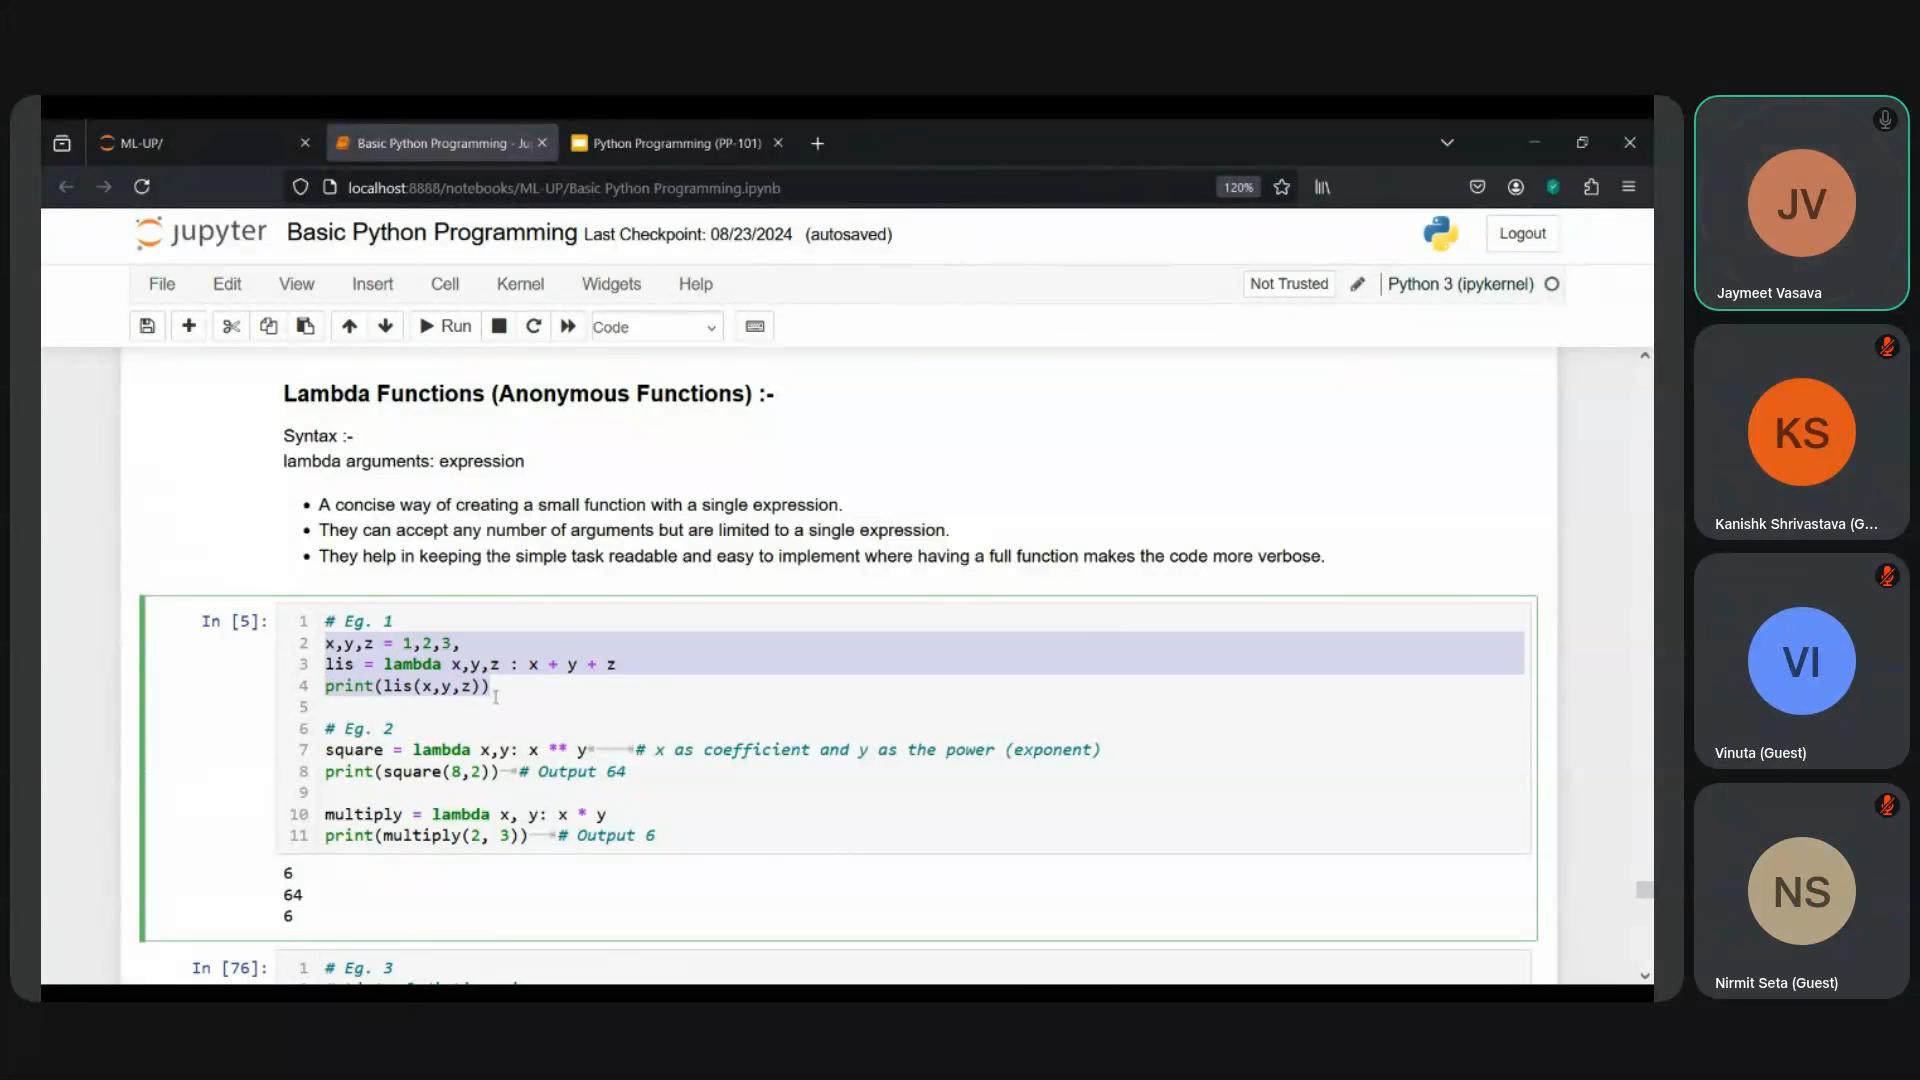 ML-UP/
Basic Python Programming - Ju
Python Programming (PP-101)
localhost:8888/notebooks/ML-UP/Basic Python Programming.ipynb
120%
jupyter Basic Python Programming Last Checkpoint: 08/23/2024 (autosaved)
Logout
File Edit View Insert Cell Kernel Widgets Help
Not Trusted
Python 3 (ipykernel)
Run
Code
Lambda Functions (Anonymous Functions) :-
Syntax :-
lambda arguments: expression
• A concise way of creating a small function with a single expression.
• They can accept any number of arguments but are limited to a single expression.
• They help in keeping the simple task readable and easy to implement where having a full function makes the code more verbose.
In [5]:
1 # Eg. 1
2 x,y,z = 1,2,3,
3 lis = lambda x,y,z : x + y + z
4 print(lis(x,y,z))
5
6 # Eg. 2
7 square = lambda x,y: x ** y # x as coefficient and y as the power (exponent)
8 print(square(8,2)) # Output 64
9
10 multiply = lambda x, y: x * y
11 print(multiply(2, 3)) # Output 6
6
64
6
In [76]:
1 # Eg. 3
JV
Jaymeet Vasava
KS
Kanishk Shrivastava (G...
VI
Vinuta (Guest)
NS
Nirmit Seta (Guest)